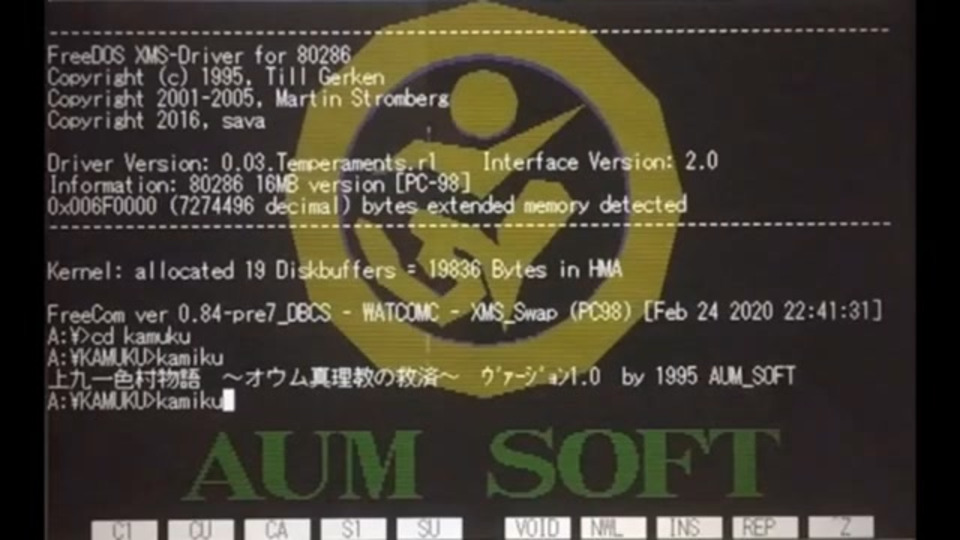 FreeDOS XMS-Driver for 80286
Copyright (c) 1995, Till Gerken
Copyright 2001-2005, Martin Stromberg
Copyright 2016, sava
Driver Version: 0.03.Temperaments.r1    Interface Version: 2.0
Information: 80286 16MB version [PC-98]
0x006F0000 (7274496 decimal) bytes extended memory detected
Kernel: allocated 19 Diskbuffers = 19836 Bytes in HMA
FreeCom ver 0.84-pre7_DBCS - WATCOMC - XMS_Swap (PC98) [Feb 24 2020 22:41:31]
A:¥>cd kamuku
A:¥KAMUKU>kamiku
上九一色村物語 ～オウム真理教の救済～ ｳﾞｧｰｼﾞｮﾝ1.0 by 1995 AUM_SOFT
A:¥KAMUKU>kamiku
AUM SOFT
C1 CU CA S1 SU VOID NWL INS REP ^Z